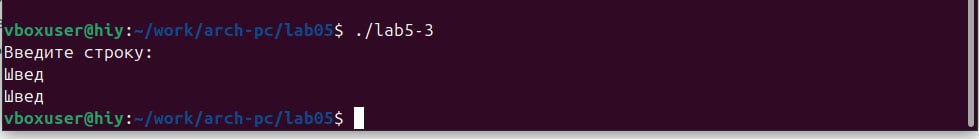 vboxuser@hiy:~/work/arch-pc/lab05$ ./lab5-3
Введите строку:
Швед
Швед
vboxuser@hiy:~/work/arch-pc/lab05$